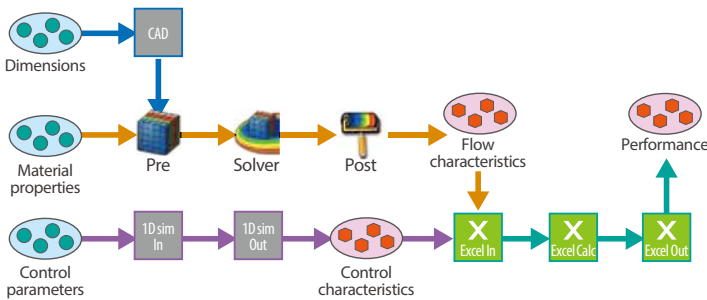 CAD
Dimensions
Material
properties
Pre
Solver
Post
Flow
characteristics
Performance
Control
parameters
1D sim
In
1D sim
Out
Control
characteristics
X
Excel In
X
Excel Calc
X
Excel Out